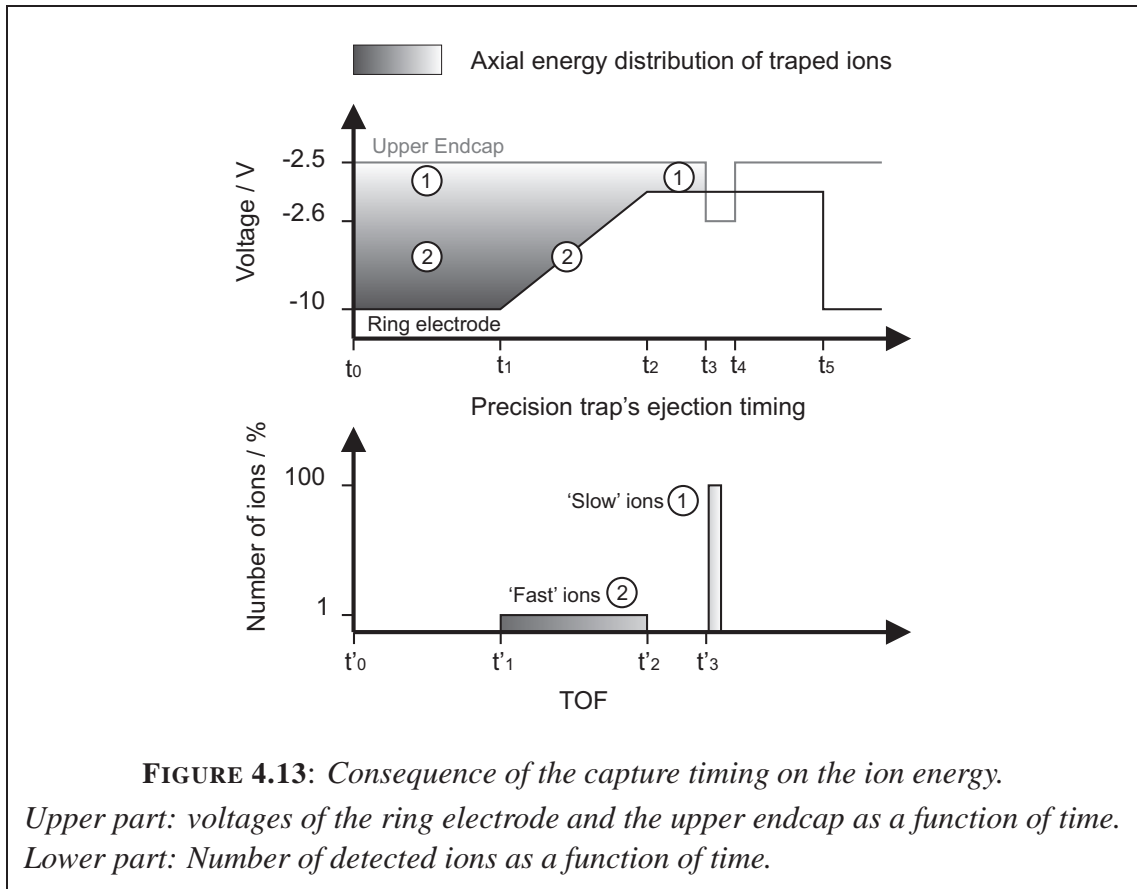 Axial energy distribution of traped ions
Voltage / V
Upper Endcap
-2.5
1
1
-2.6
2
2
-10
Ring electrode
t0 t1 t2 t3 t4 t5
Precision trap's ejection timing
Number of ions / %
100
'Slow' ions 1
'Fast' ions 2
1
t'0 t'1 t'2 t'3
TOF
FIGURE 4.13: Consequence of the capture timing on the ion energy.
Upper part: voltages of the ring electrode and the upper endcap as a function of time.
Lower part: Number of detected ions as a function of time.